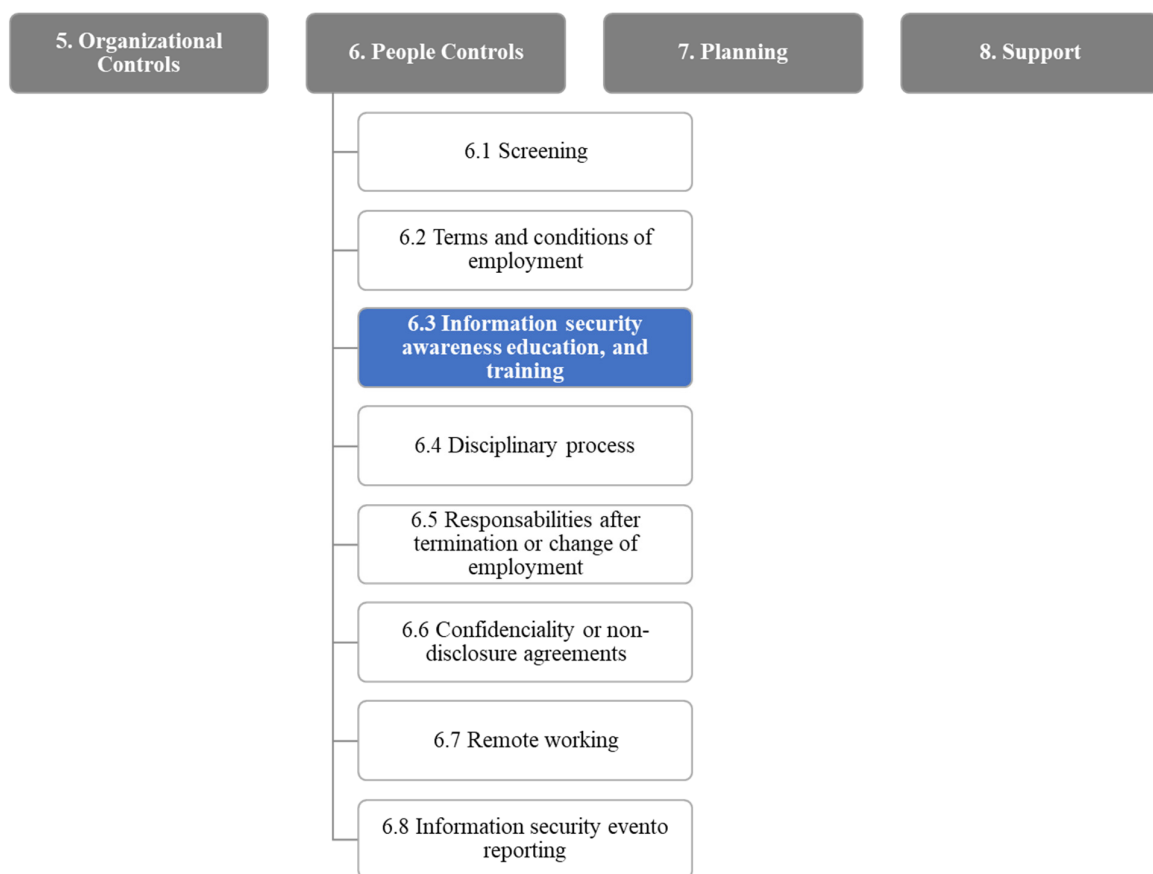 5. Organizational
Controls
6. People Controls
7. Planning
8. Support
6.1 Screening
6.2 Terms and conditions of
employment
6.3 Information security
awareness education, and
training
6.4 Disciplinary process
6.5 Responsabilities after
termination or change of
employment
6.6 Confidenciality or non-
disclosure agreements
6.7 Remote working
6.8 Information security evento
reporting